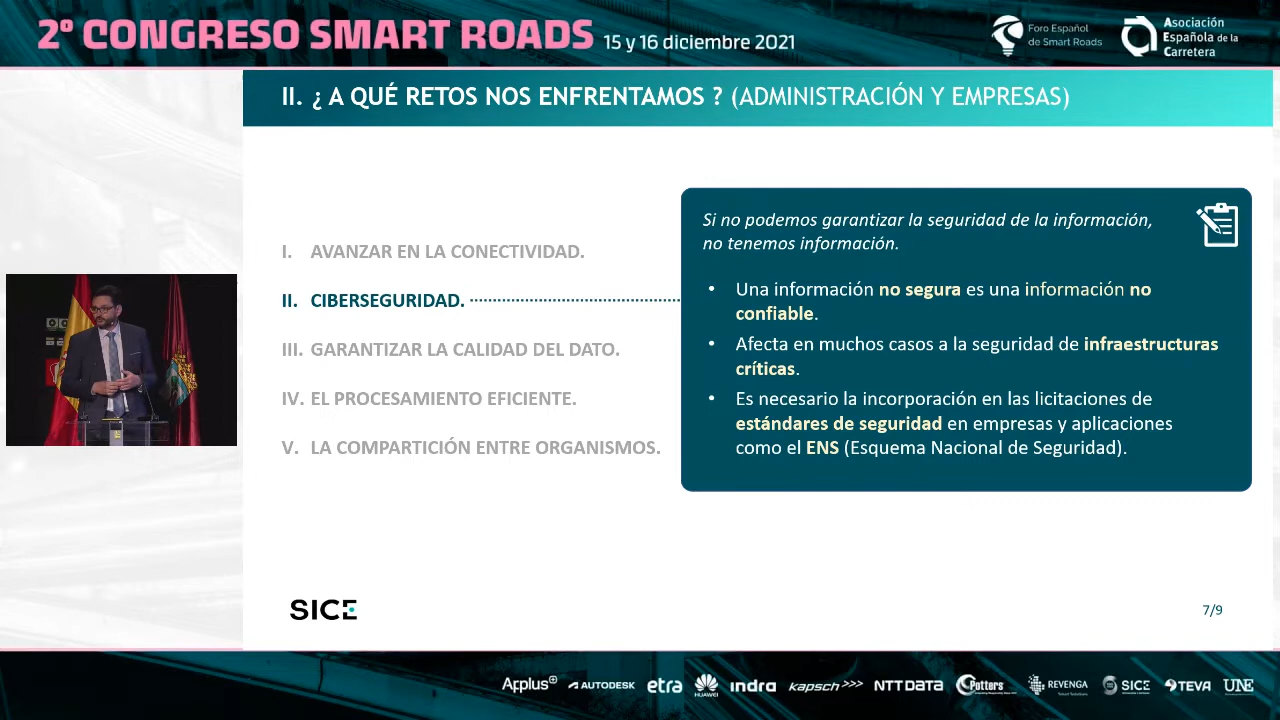 2º CONGRESO SMART ROADS 15 y 16 diciembre 2021
Foro Español
de Smart Roads
Asociación
Española de la
Carretera
II. ¿ A QUÉ RETOS NOS ENFRENTAMOS ? (ADMINISTRACIÓN Y EMPRESAS)
I. AVANZAR EN LA CONECTIVIDAD.
II. CIBERSEGURIDAD.
III. GARANTIZAR LA CALIDAD DEL DATO.
IV. EL PROCESAMIENTO EFICIENTE.
V. LA COMPARTICIÓN ENTRE ORGANISMOS.
Si no podemos garantizar la seguridad de la información,
no tenemos información.
• Una información no segura es una información no
confiable.
• Afecta en muchos casos a la seguridad de infraestructuras
críticas.
• Es necesario la incorporación en las licitaciones de
estándares de seguridad en empresas y aplicaciones
como el ENS (Esquema Nacional de Seguridad).
SICE
7/9
Applus+ AUTODESK etra HUAWEI indra kapsch>>> NTT DATA Potters REVENGA SICE TEVA UNE